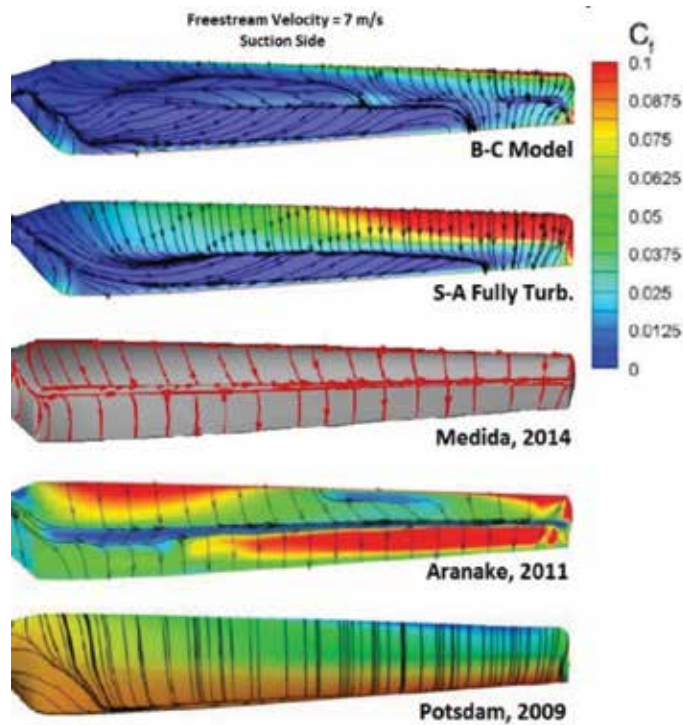 Freestream Velocity = 7 m/s
Suction Side
Cf
0.1
0.0875
0.075
0.0625
0.05
0.0375
0.025
0.0125
0
B-C Model
S-A Fully Turb.
Medida, 2014
Aranake, 2011
Potsdam, 2009